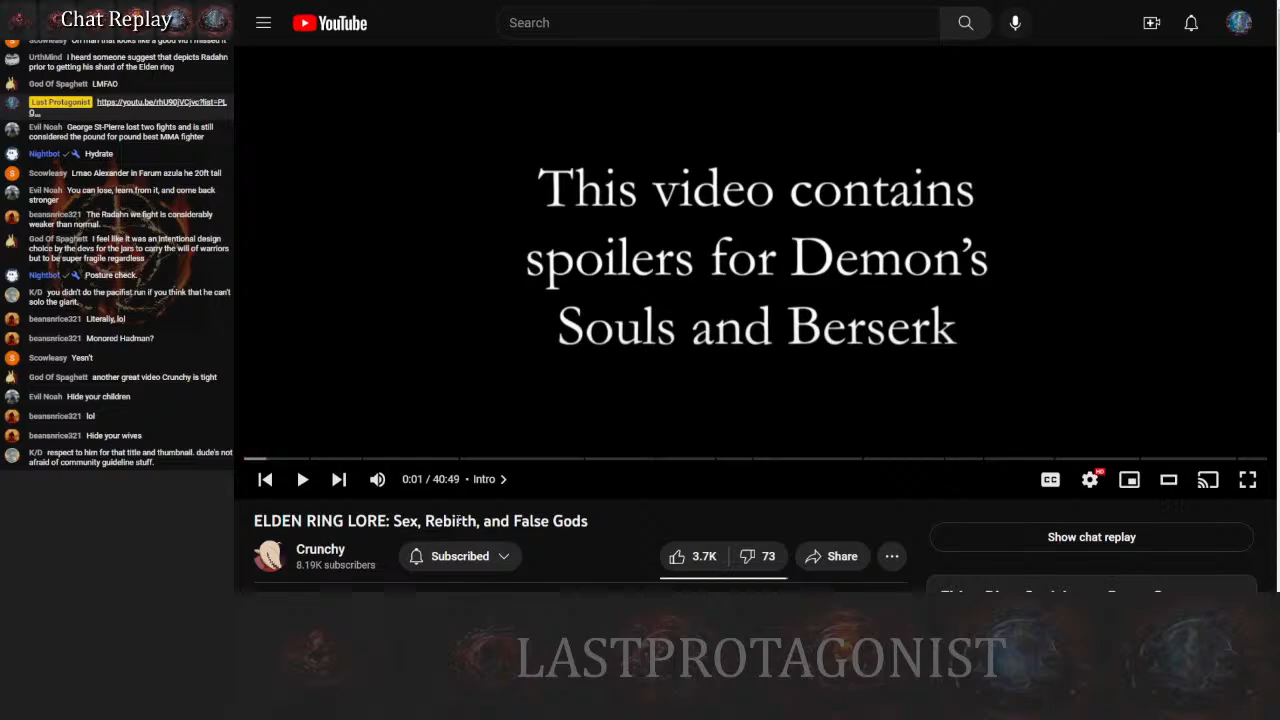 Chat Replay
YouTube
Search
Scowleasy Oh man that looks like a good vid I missed it
UrthMind I heard someone suggest that depicts Radahn
prior to getting his shard of the Elden ring
God Of Spaghett LMFAO
Last Protagonist https://youtu.be/rhU90jVCjvc?list=PL
Evil Noah George St-Pierre lost two fights and is still
considered the pound for pound best MMA fighter
Nightbot Hydrate
Scowleasy Lmao Alexander in Farum azula he 20ft tall
Evil Noah You can lose, learn from it, and come back
stronger
beansnrice321 The Radahn we fight is considerably
weaker than normal.
God Of Spaghett I feel like it was an intentional design
choice by the devs for the jars to carry the will of warriors
but to be super fragile regardless
Nightbot Posture check.
K/D you didn't do the pacifist run if you think that he can't
solo the giant.
beansnrice321 Literally, lol
beansnrice321 Monored Hadman?
Scowleasy Yesn't
God Of Spaghett another great video Crunchy is tight
Evil Noah Hide your children
beansnrice321 lol
beansnrice321 Hide your wives
K/D respect to him for that title and thumbnail. dude's not
afraid of community guideline stuff.
This video contains
spoilers for Demon's
Souls and Berserk
0:01 / 40:49 • Intro
CC
HD
ELDEN RING LORE: Sex, Rebirth, and False Gods
Crunchy
8.19K subscribers
Subscribed
3.7K
73
Share
Show chat replay
LASTPROTAGONIST